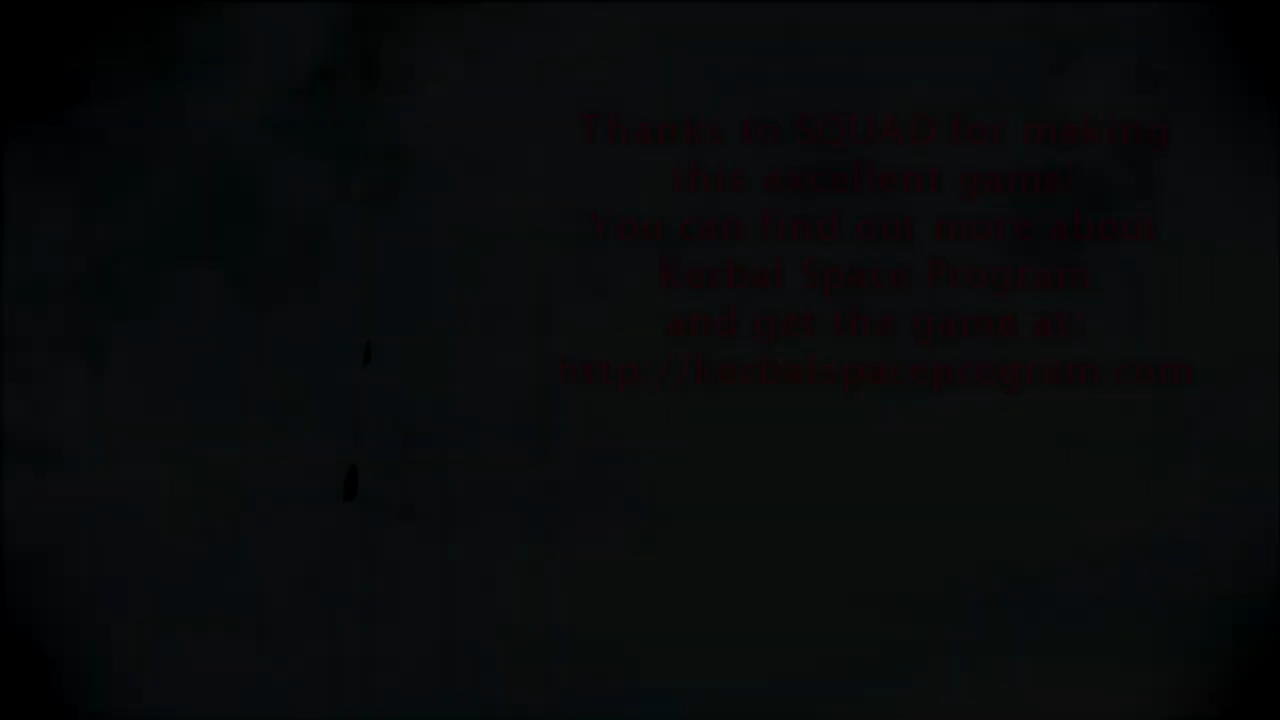 Thanks to SQUAD for making
this excellent game!
You can find out more about
Kerbal Space Program
and get the game at:
http://kerbalspaceprogram.com